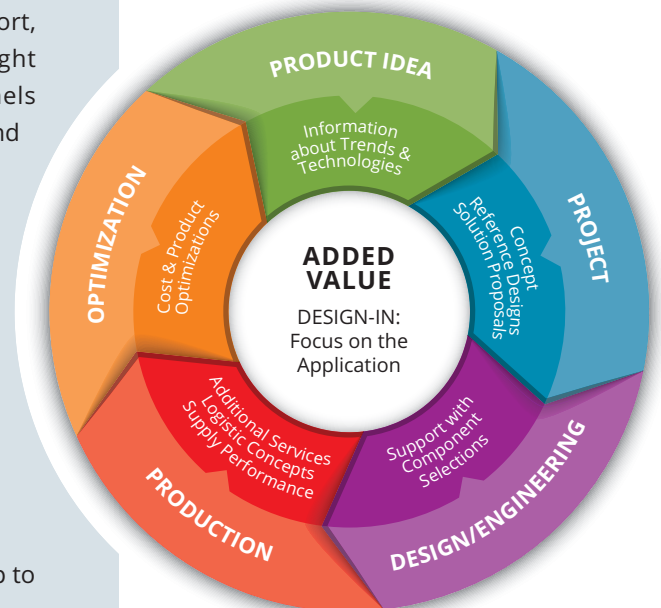 ort,
ght
nels
nd
o to
PRODUCT IDEA
Information
about Trends &
Technologies
PROJECT
Concept
Reference Designs
Solution Proposals
DESIGN/ENGINEERING
Support with
Component
Selections
PRODUCTION
Additional Services
Logistic Concepts
Supply Performance
OPTIMIZATION
Cost & Product
Optimizations
ADDED
VALUE
DESIGN-IN:
Focus on the
Application